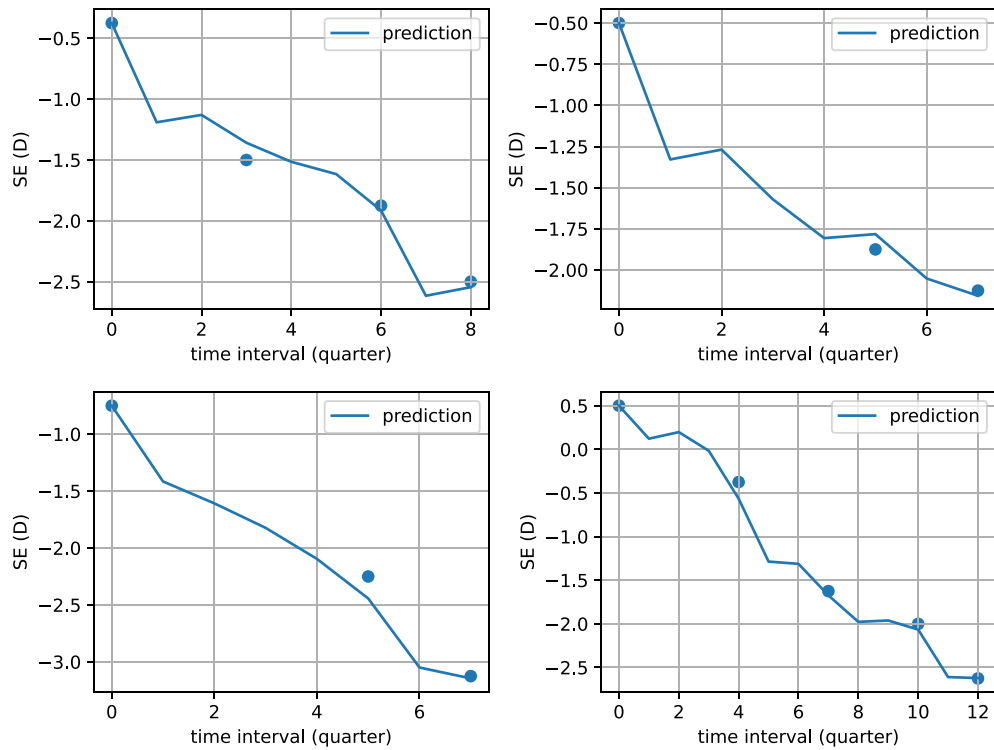 prediction
−0.5
−1.0
−1.5
−2.0
−2.5
SE (D)
0 2 4 6 8
time interval (quarter)
prediction
−0.50
−0.75
−1.00
−1.25
−1.50
−1.75
−2.00
SE (D)
0 2 4 6
time interval (quarter)
prediction
−1.0
−1.5
−2.0
−2.5
−3.0
SE (D)
0 2 4 6
time interval (quarter)
prediction
0.5
0.0
−0.5
−1.0
−1.5
−2.0
−2.5
SE (D)
0 2 4 6 8 10 12
time interval (quarter)